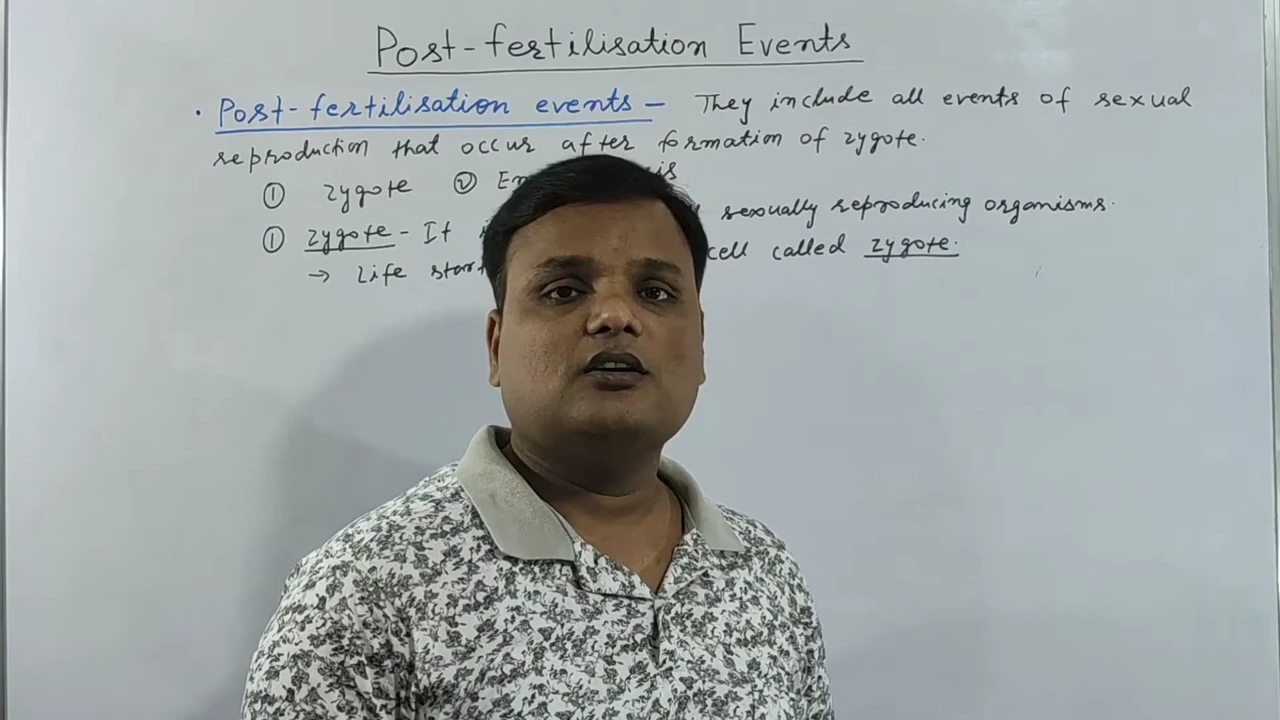 Post-fertilisation Events
· Post-fertilisation events – They include all events of sexual
reproduction that occur after formation of zygote.
① Zygote ② Em is
① Zygote - It sexually reproducing organisms.
→ Life start cell called zygote.